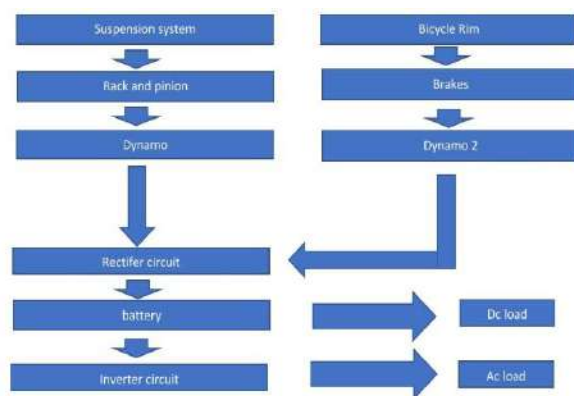 Suspension system
Bicycle Rim
Rack and pinion
Brakes
Dynamo
Dynamo 2
Rectifer circuit
battery
Dc load
Inverter circuit
Ac load